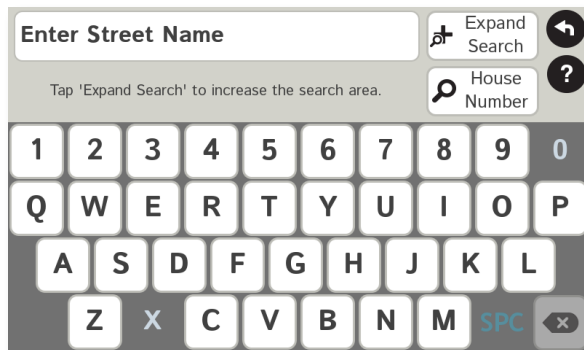 Enter Street Name
Expand
Search
?
Tap 'Expand Search' to increase the search area.
House
Number
1 2 3 4 5 6 7 8 9 0
Q W E R T Y U I O P
A S D F G H J K L
Z X C V B N M SPC